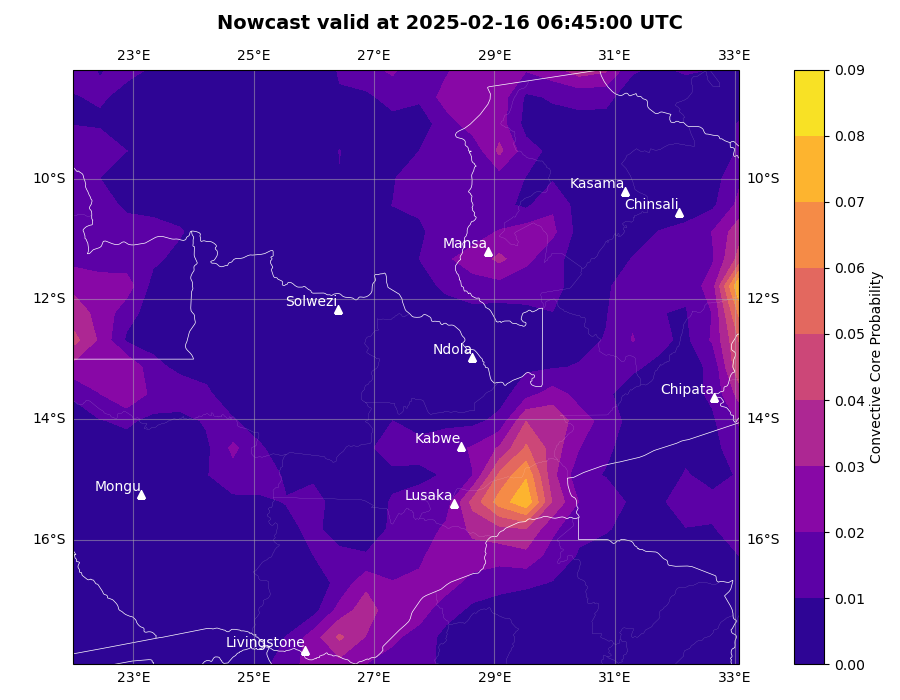 Nowcast valid at 2025-02-16 06:45:00 UTC
23°E 25°E 27°E 29°E 31°E 33°E
0.09
0.08
10°S 10°S
Kasama
Chinsali
0.07
Mansa
0.06
12°S 12°S
Solwezi
0.05
Ndola
Chipata
0.04
14°S 14°S
Kabwe
0.03
Mongu
Lusaka
0.02
16°S 16°S
0.01
Livingstone
0.00
23°E 25°E 27°E 29°E 31°E 33°E
Convective Core Probability